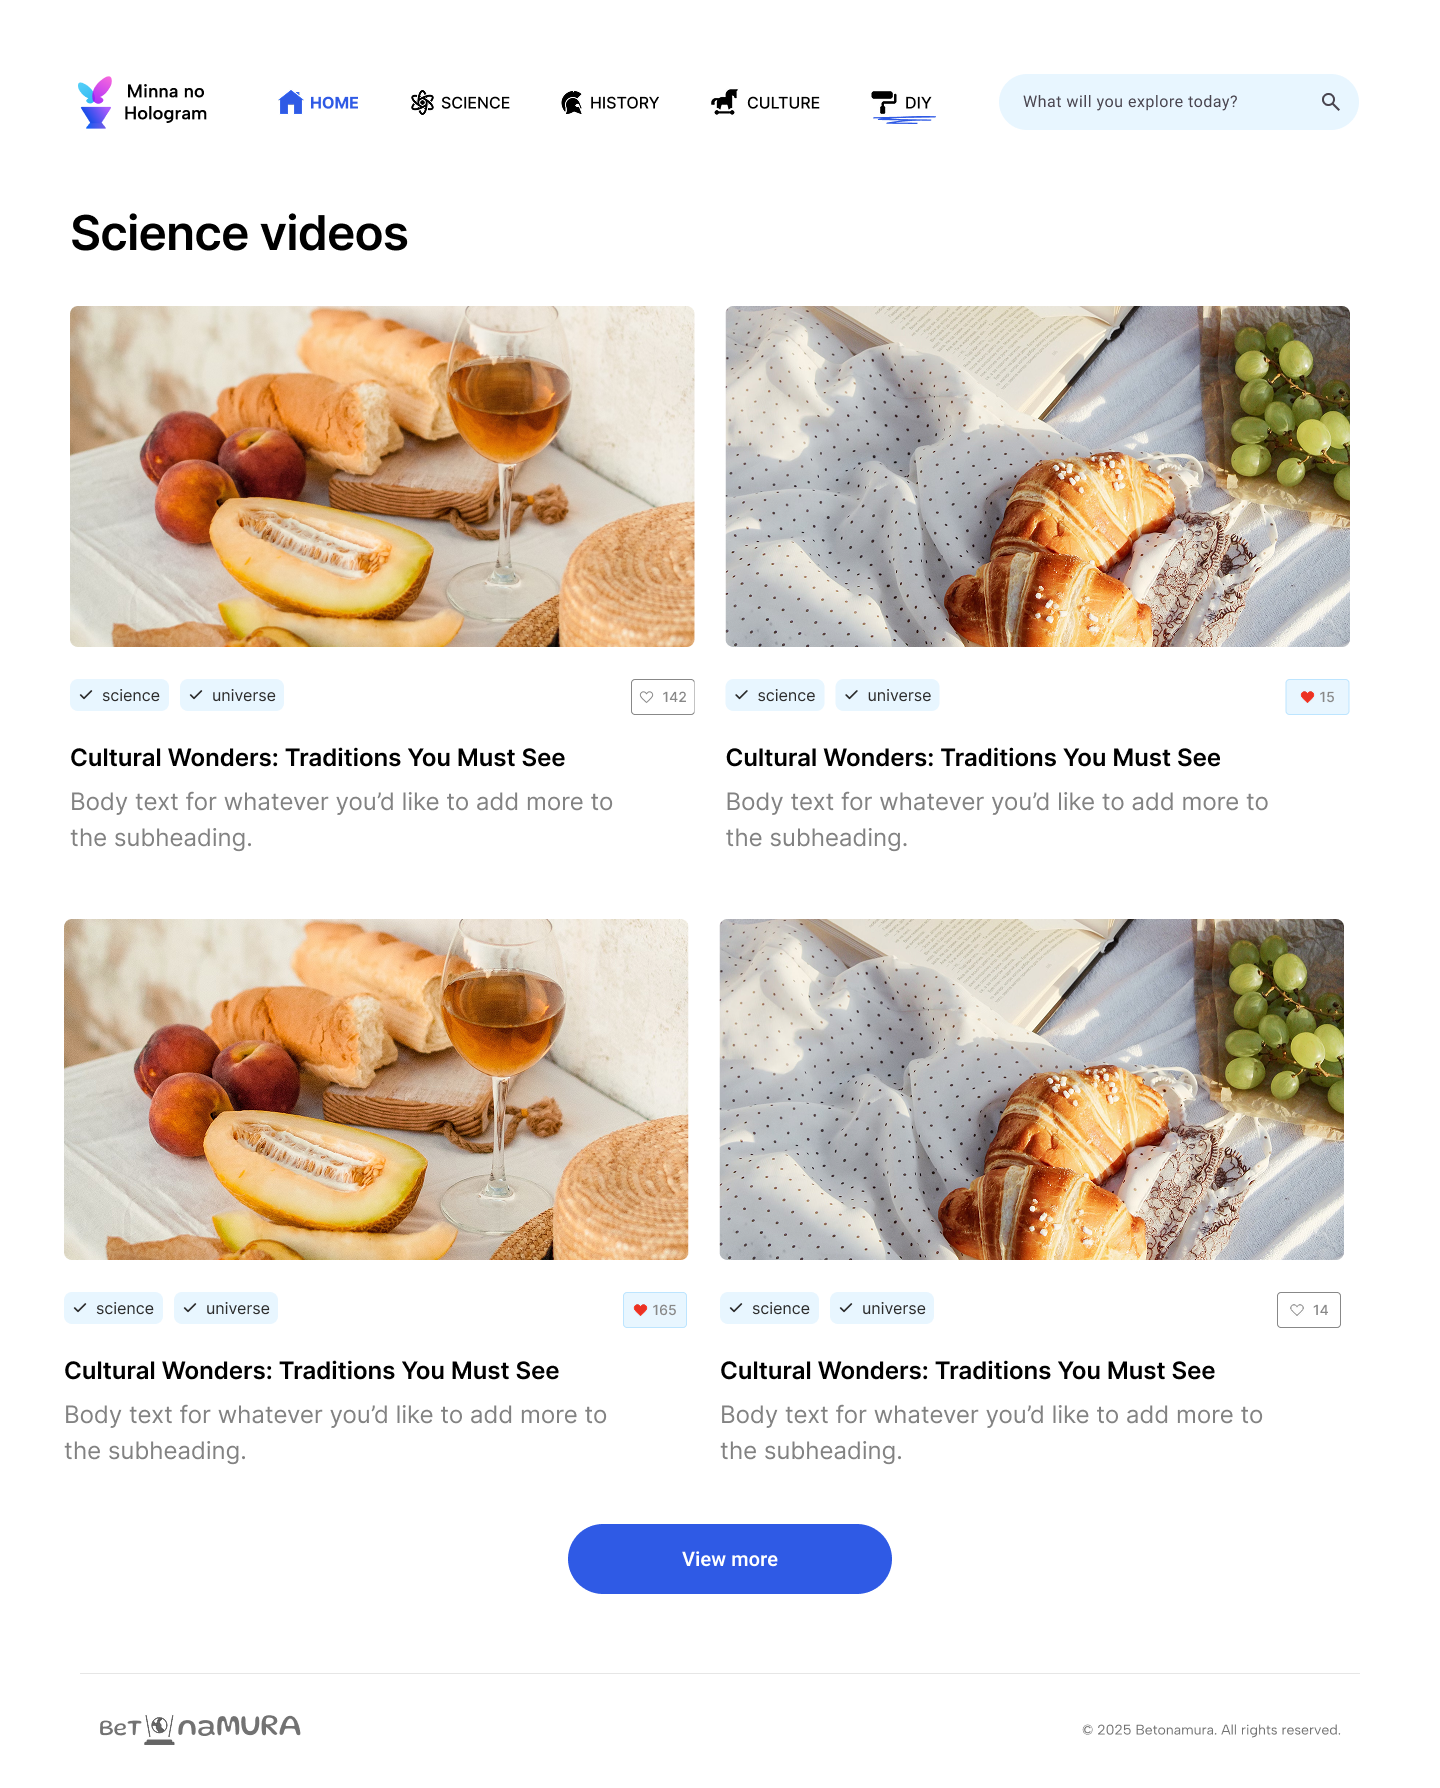 Minna no
Hologram
HOME
SCIENCE
HISTORY
CULTURE
DIY
What will you explore today?
Science videos
science
universe
142
science
universe
15
Cultural Wonders: Traditions You Must See
Body text for whatever you’d like to add more to
the subheading.
Cultural Wonders: Traditions You Must See
Body text for whatever you’d like to add more to
the subheading.
science
universe
165
science
universe
14
Cultural Wonders: Traditions You Must See
Body text for whatever you’d like to add more to
the subheading.
Cultural Wonders: Traditions You Must See
Body text for whatever you’d like to add more to
the subheading.
View more
BeTOnaMURA
© 2025 Betonamura. All rights reserved.